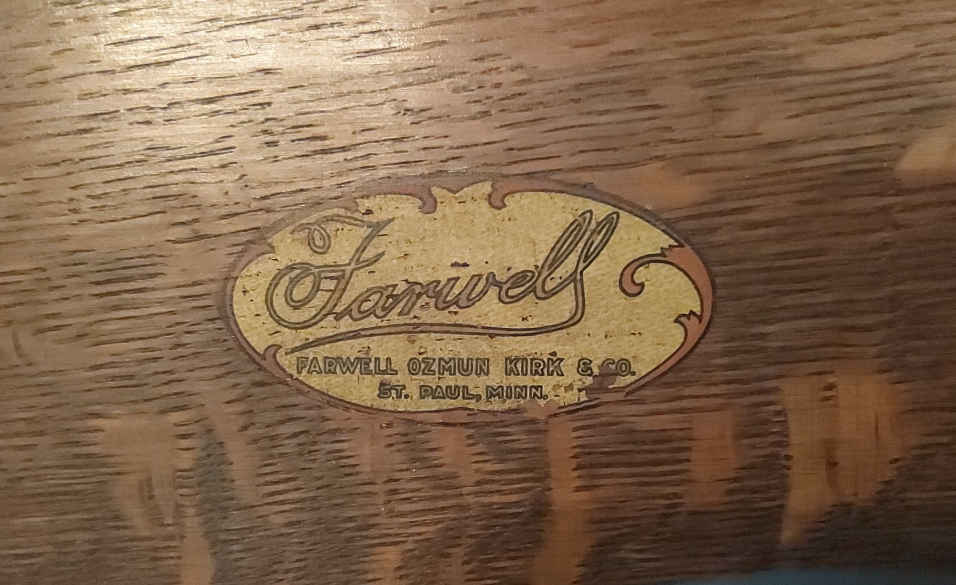 Farwell
FARWELL OZMUN KIRK & CO.
ST. PAUL, MINN.